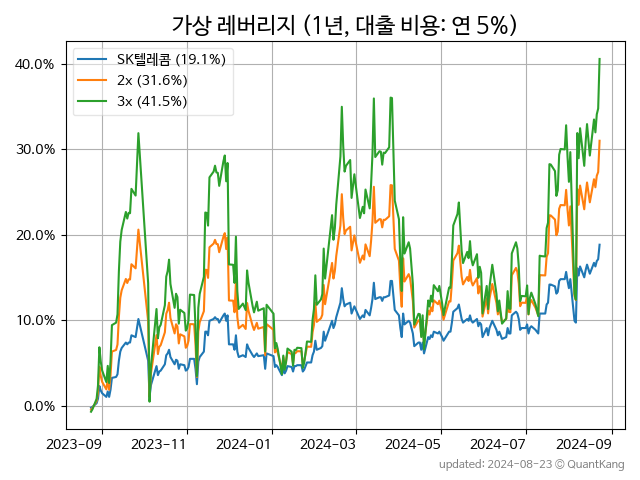 가상 레버리지 (1년, 대출 비용: 연 5%)
SK텔레콤 (19.1%)
2x (31.6%)
3x (41.5%)
40.0%
30.0%
20.0%
10.0%
0.0%
2023-09 2023-11 2024-01 2024-03 2024-05 2024-07 2024-09
updated: 2024-08-23 © QuantKang